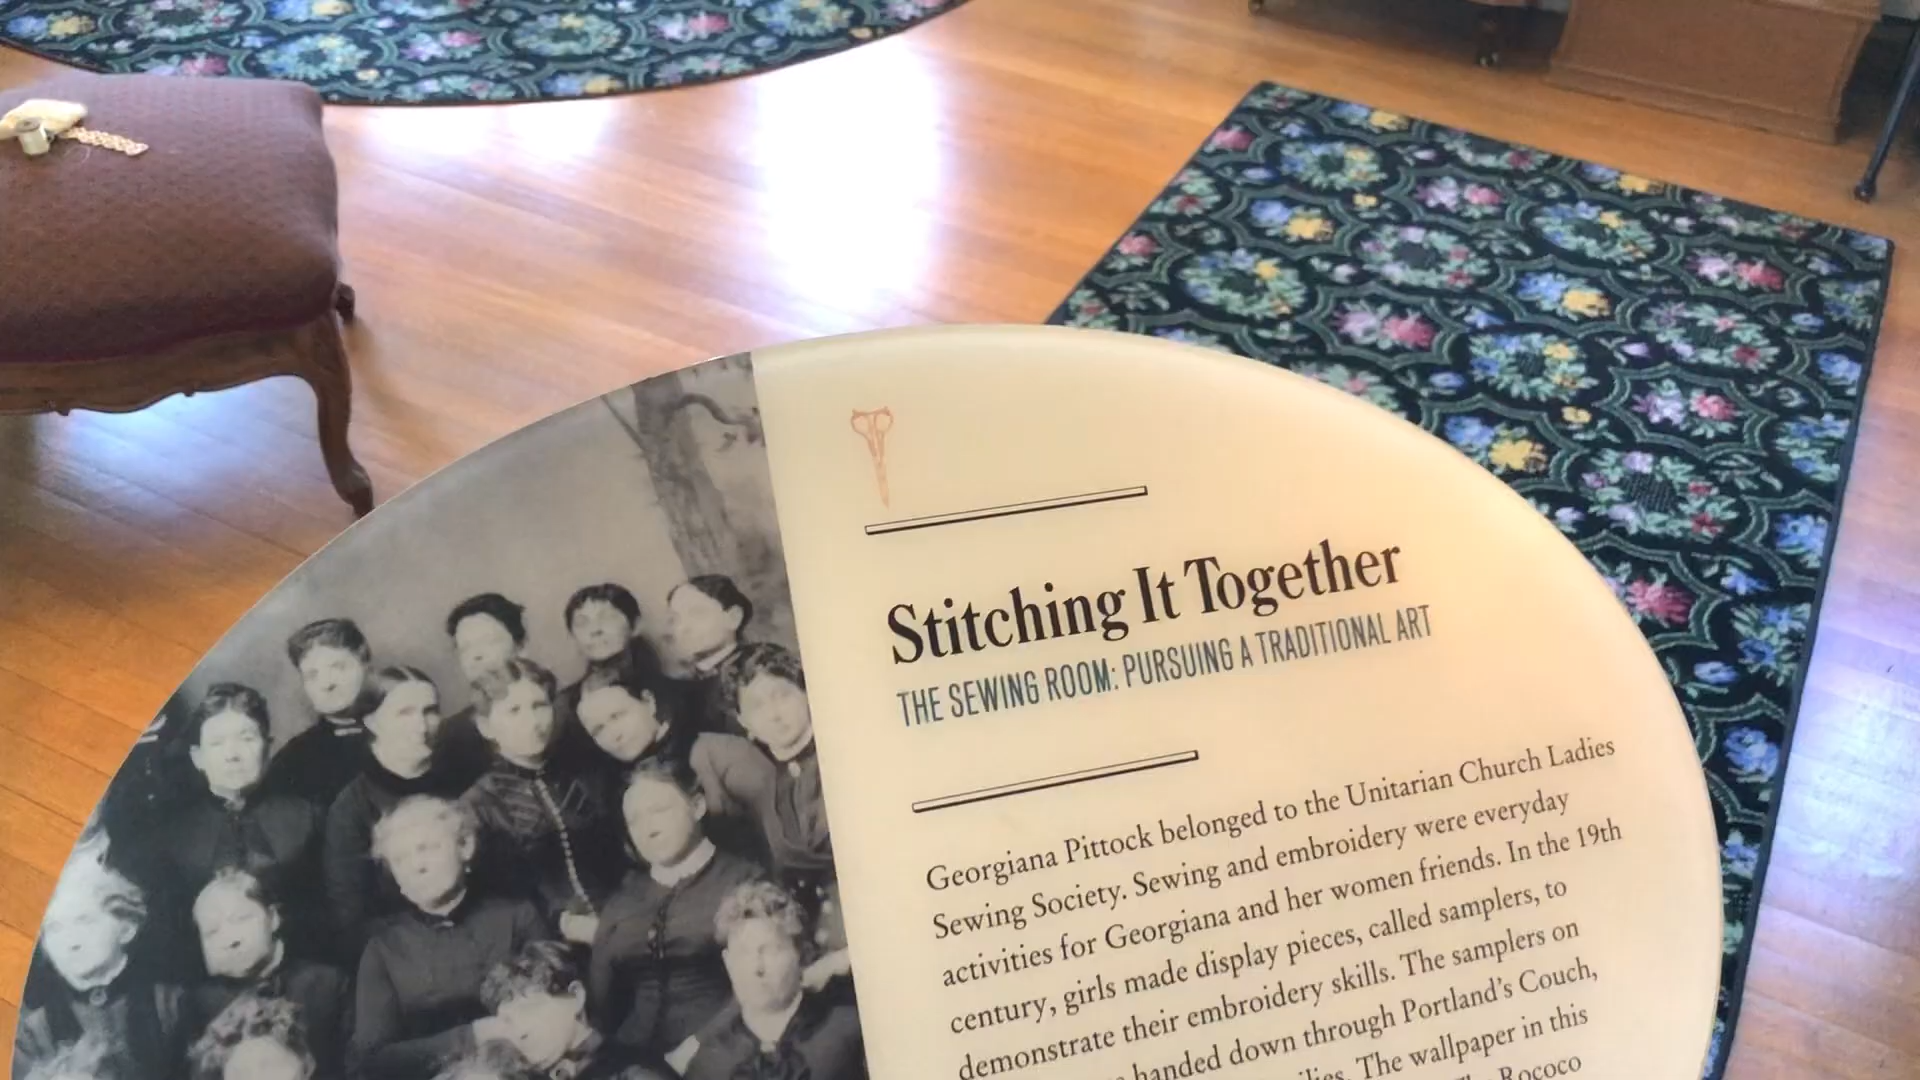 Stitching It Together
THE SEWING ROOM: PURSUING A TRADITIONAL ART
Georgiana Pittock belonged to the Unitarian Church Ladies
Sewing Society. Sewing and embroidery were everyday
activities for Georgiana and her women friends. In the 19th
century, girls made display pieces, called samplers, to
demonstrate their embroidery skills. The samplers on
handed down through Portland's Couch,
The wallpaper in this
Rococo